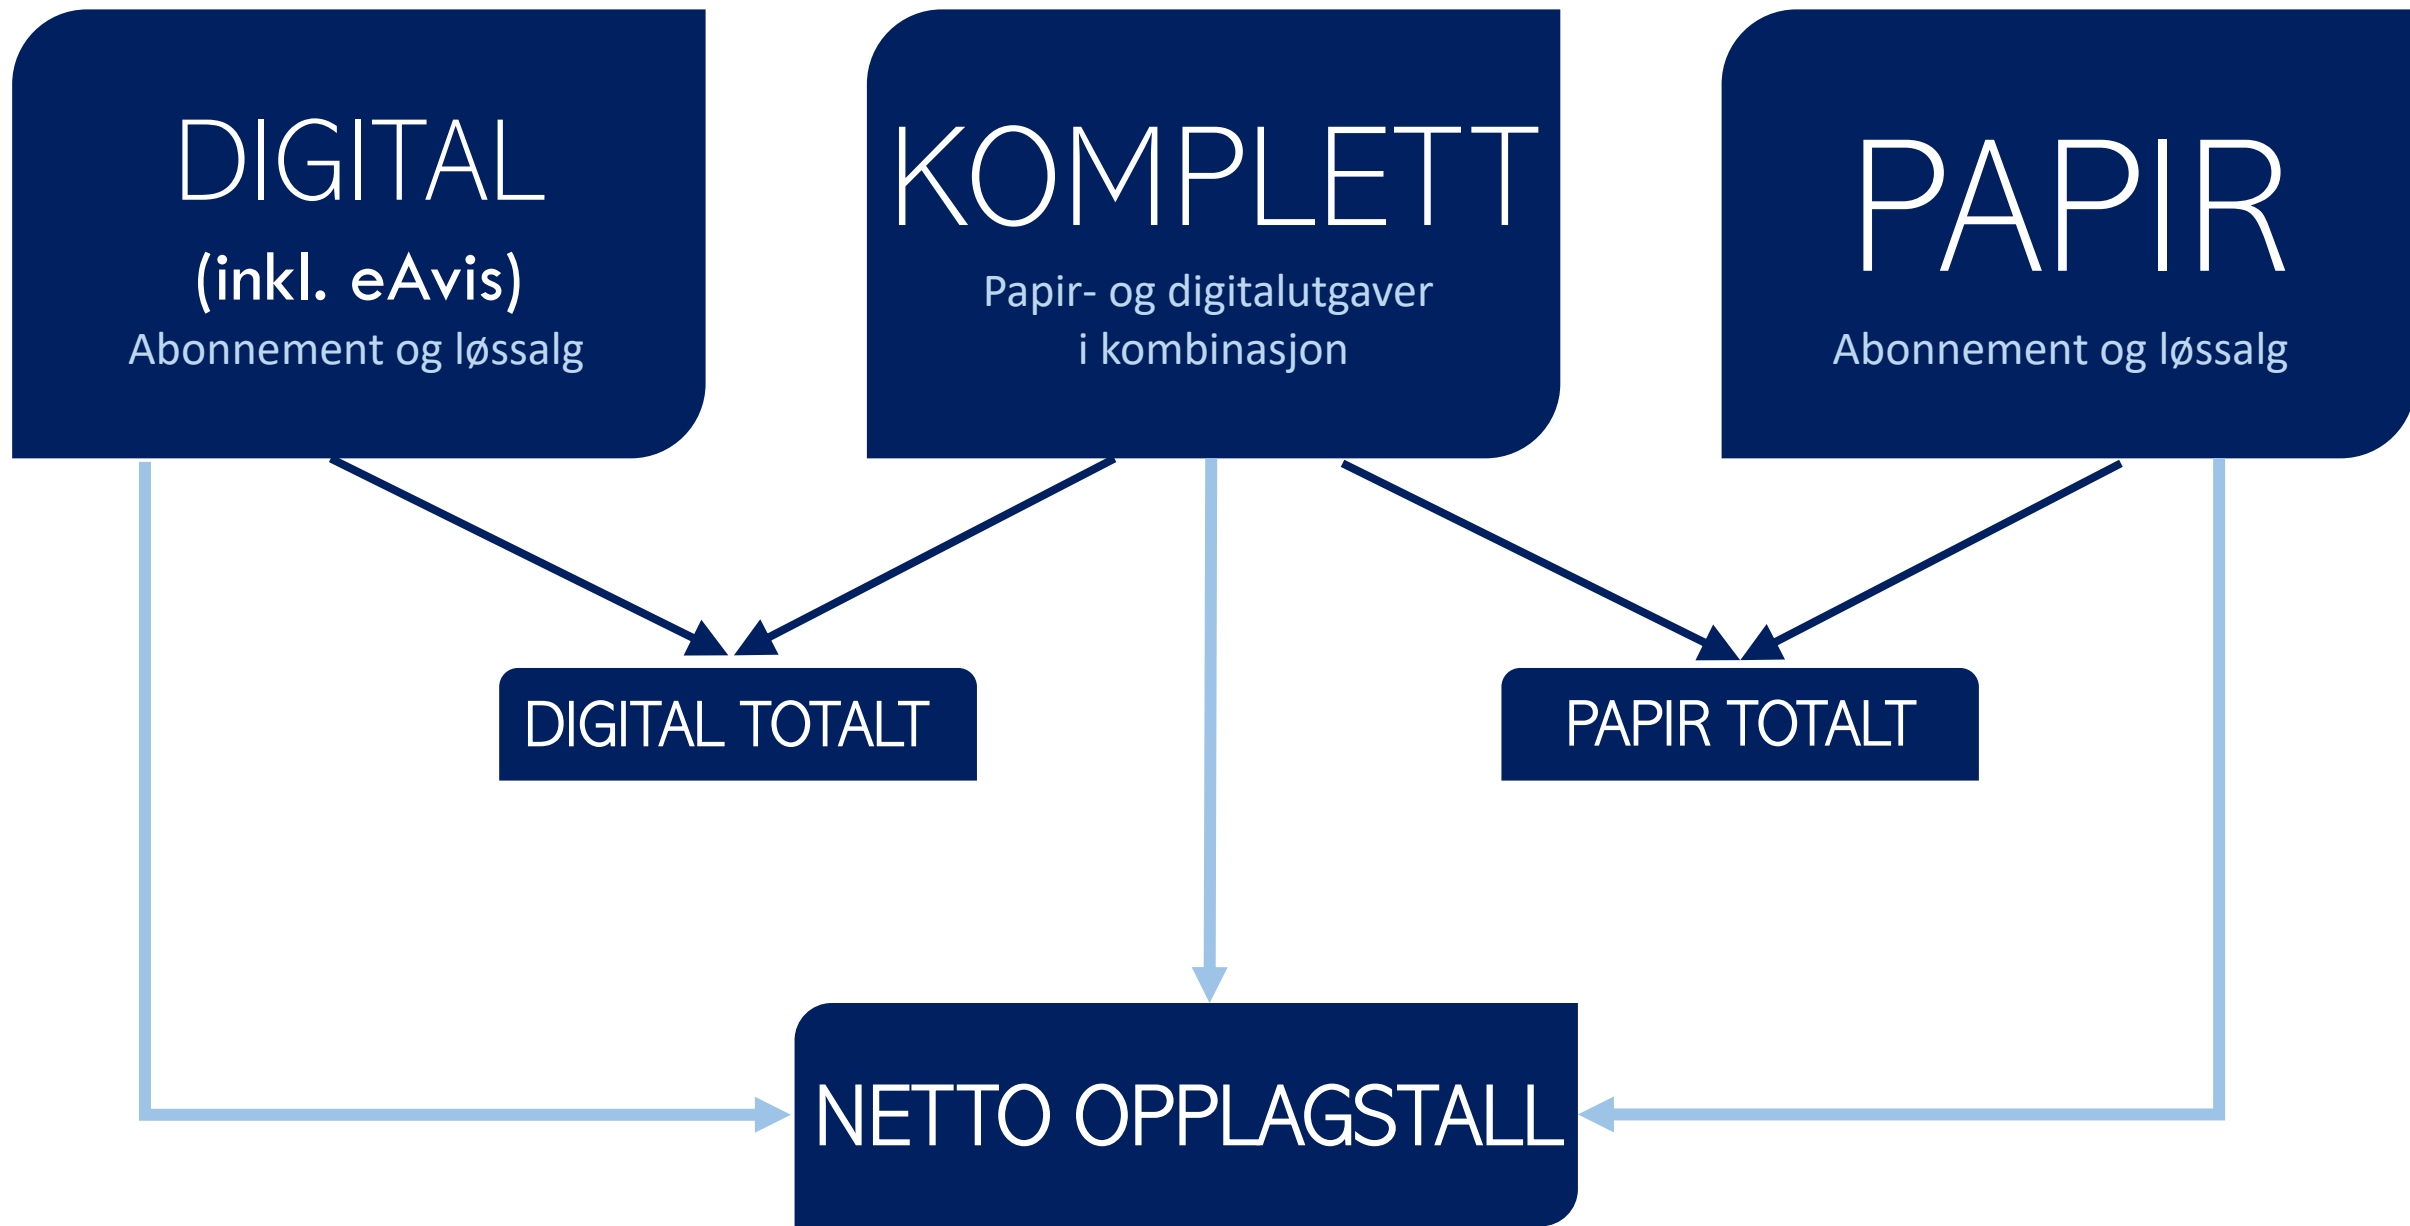 DIGITAL
(inkl. eAvis)
Abonnement og løssalg
KOMPLETT
Papir- og digitalutgaver
i kombinasjon
PAPIR
Abonnement og løssalg
DIGITAL TOTALT
PAPIR TOTALT
NETTO OPPLAGSTALL